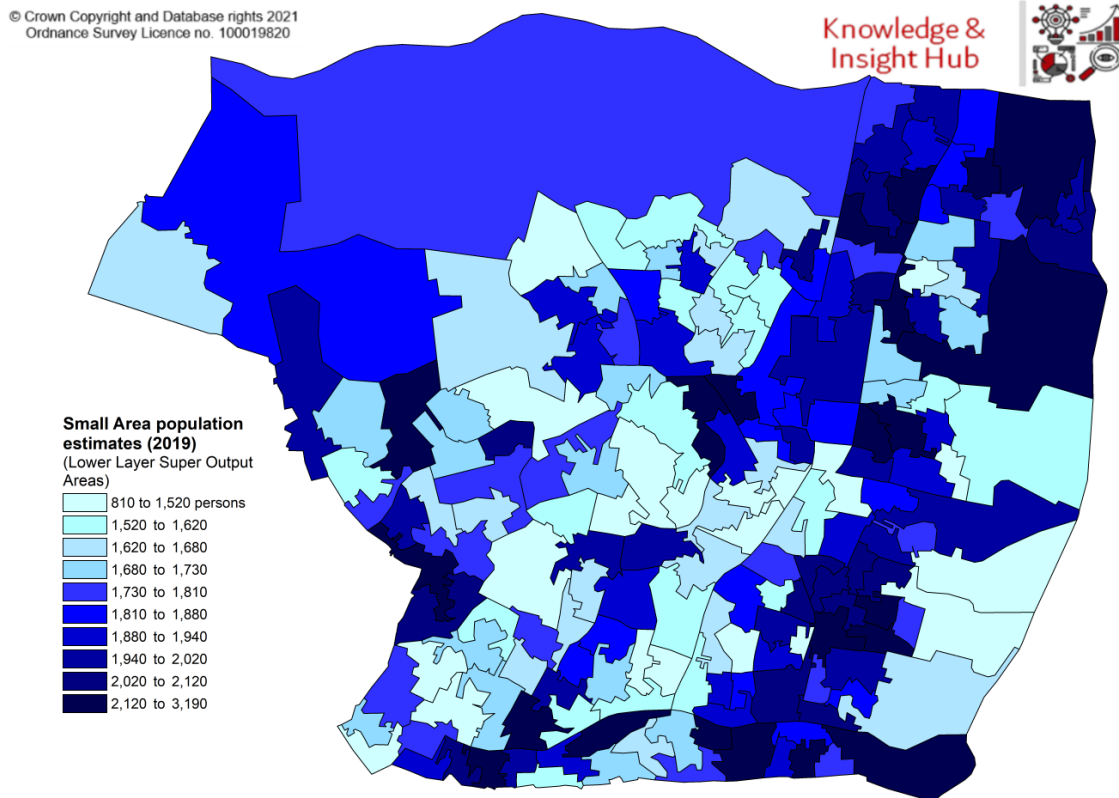 © Crown Copyright and Database rights 2021
Ordnance Survey Licence no. 100019820
Knowledge &
Insight Hub
Small Area population
estimates (2019)
(Lower Layer Super Output
Areas)
810 to 1,520 persons
1,520 to 1,620
1,620 to 1,680
1,680 to 1,730
1,730 to 1,810
1,810 to 1,880
1,880 to 1,940
1,940 to 2,020
2,020 to 2,120
2,120 to 3,190